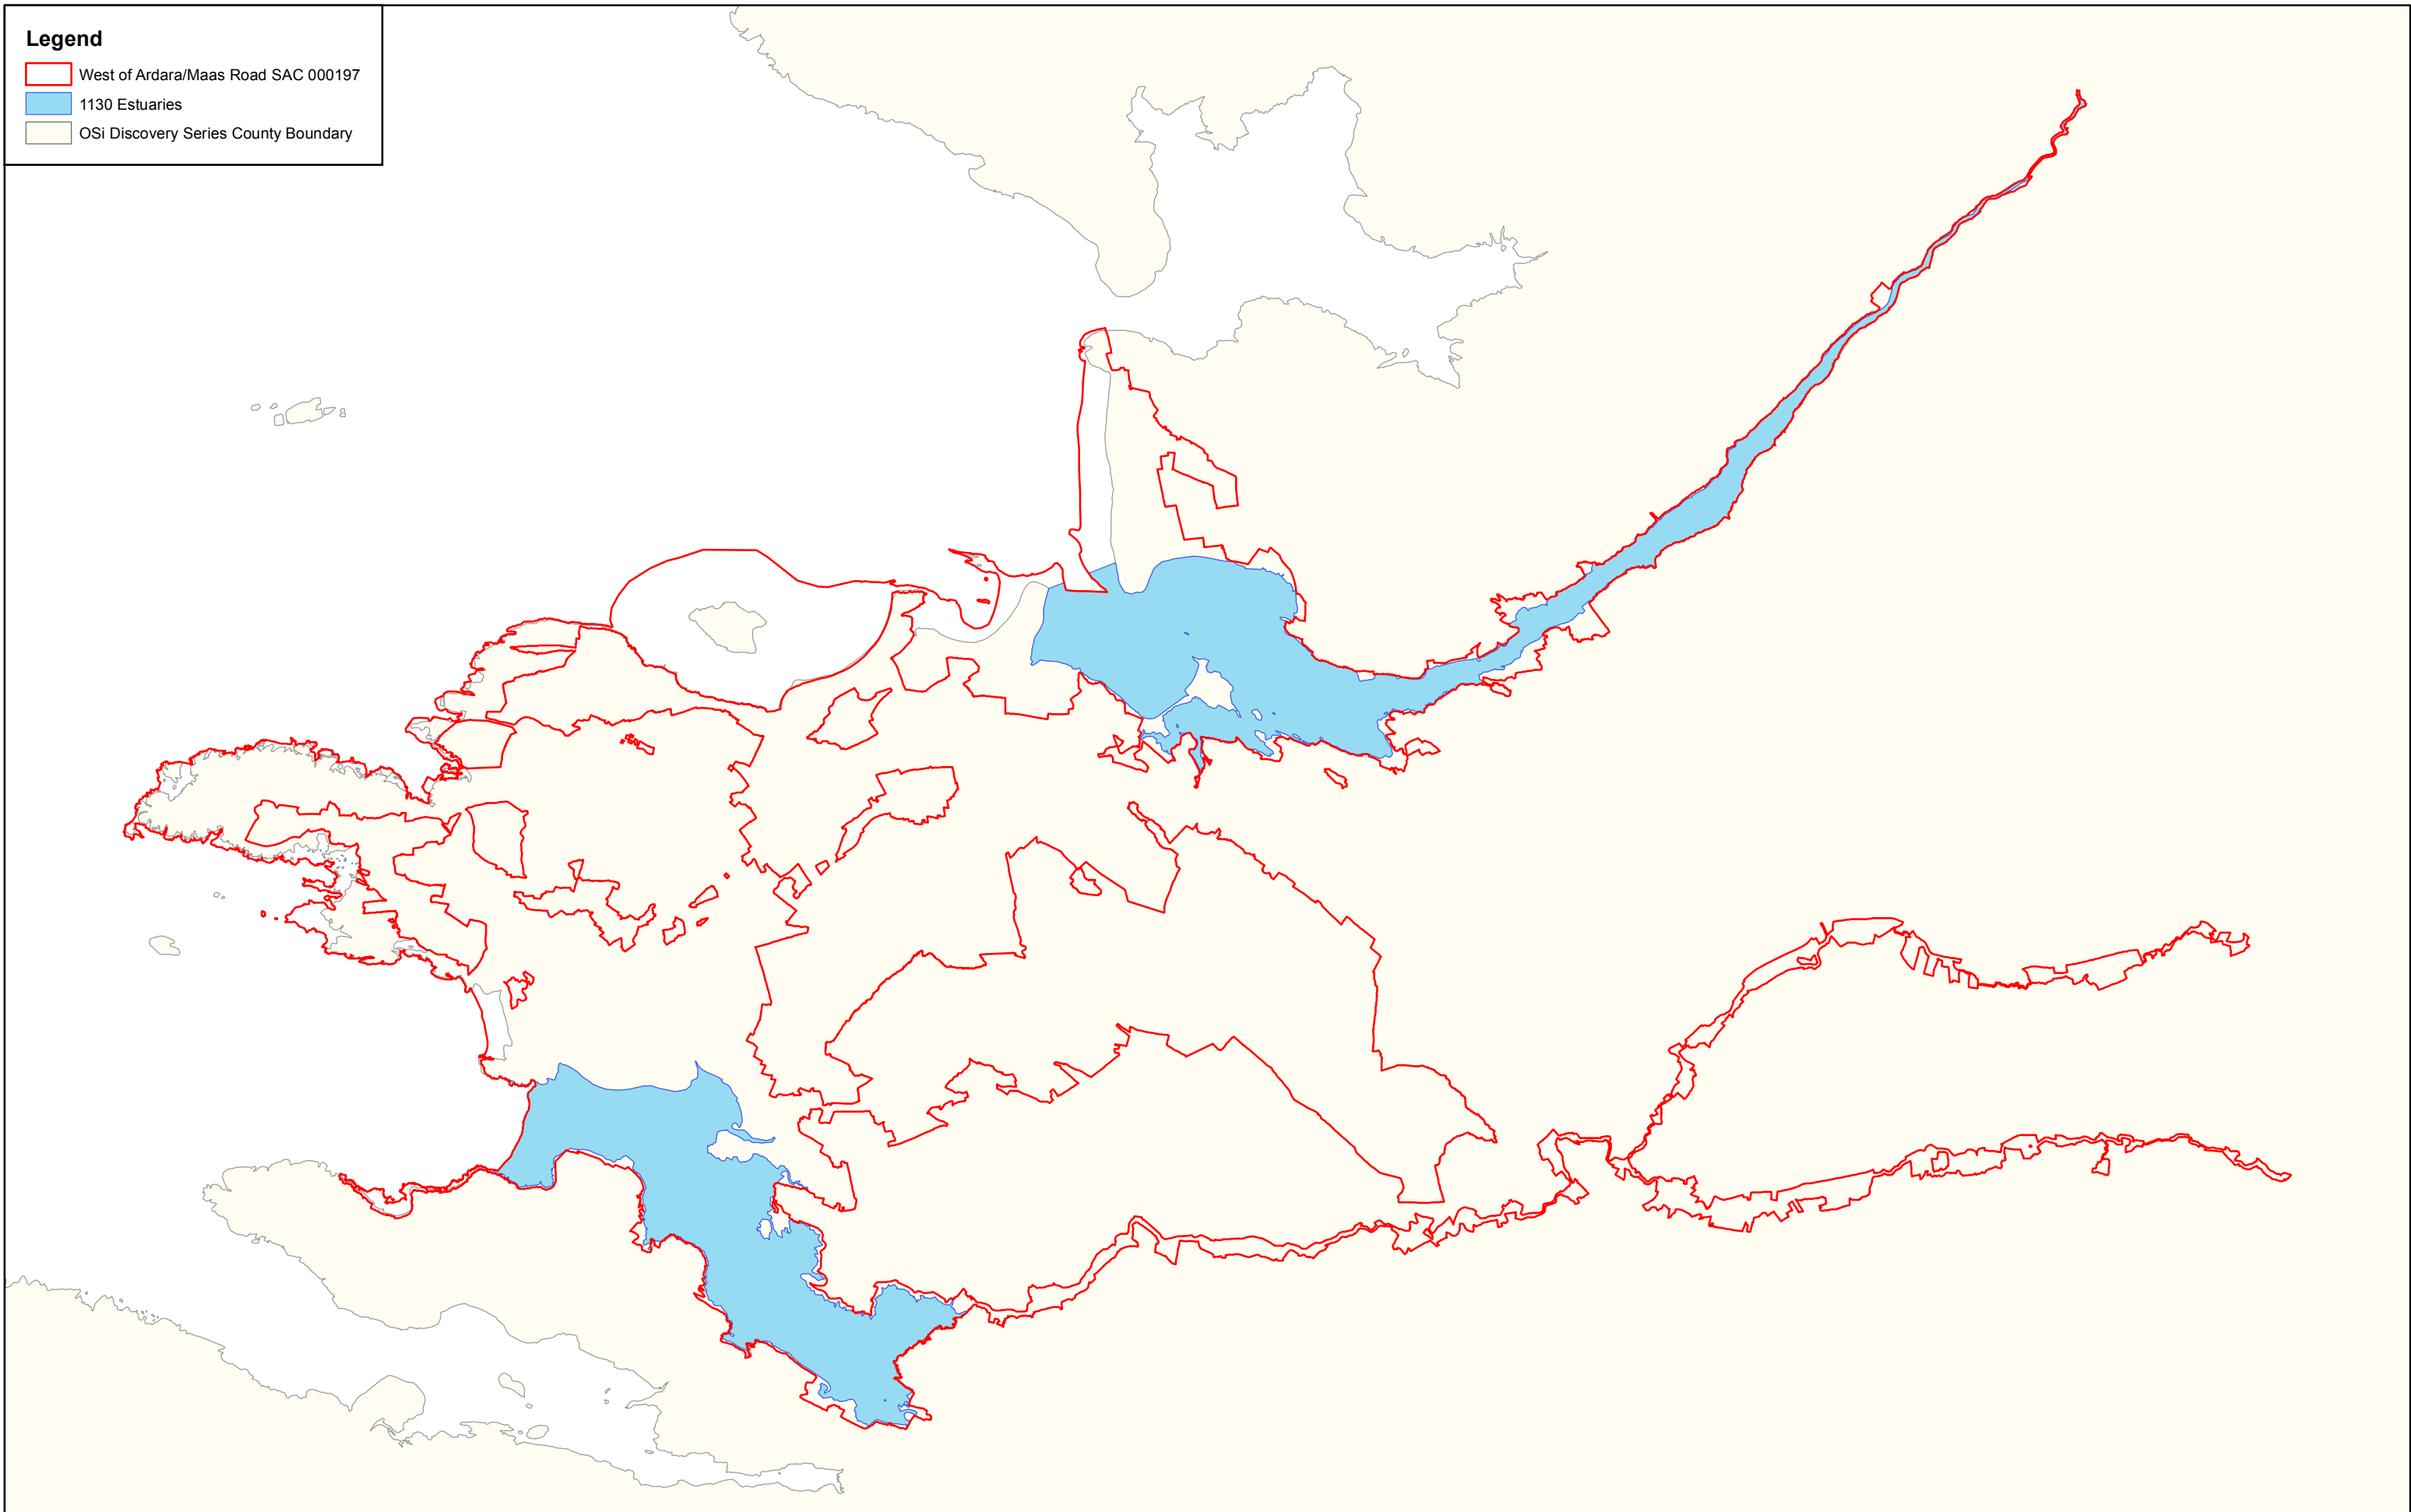 Legend
West of Ardara/Maas Road SAC 000197
1130 Estuaries
OSi Discovery Series County Boundary